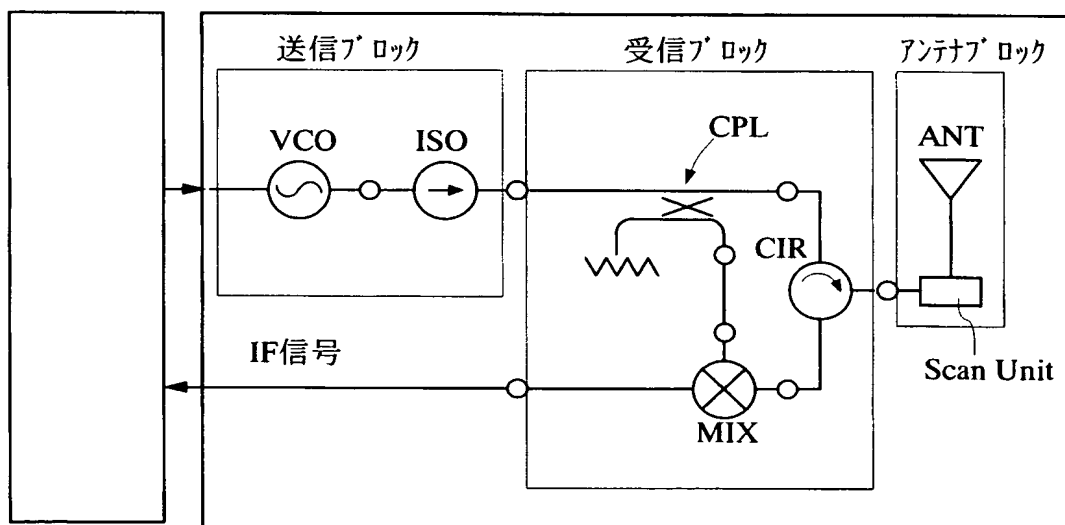 送信ブロック
受信ブロック
アンテナブロック
VCO
ISO
CPL
ANT
CIR
IF信号
MIX
Scan Unit